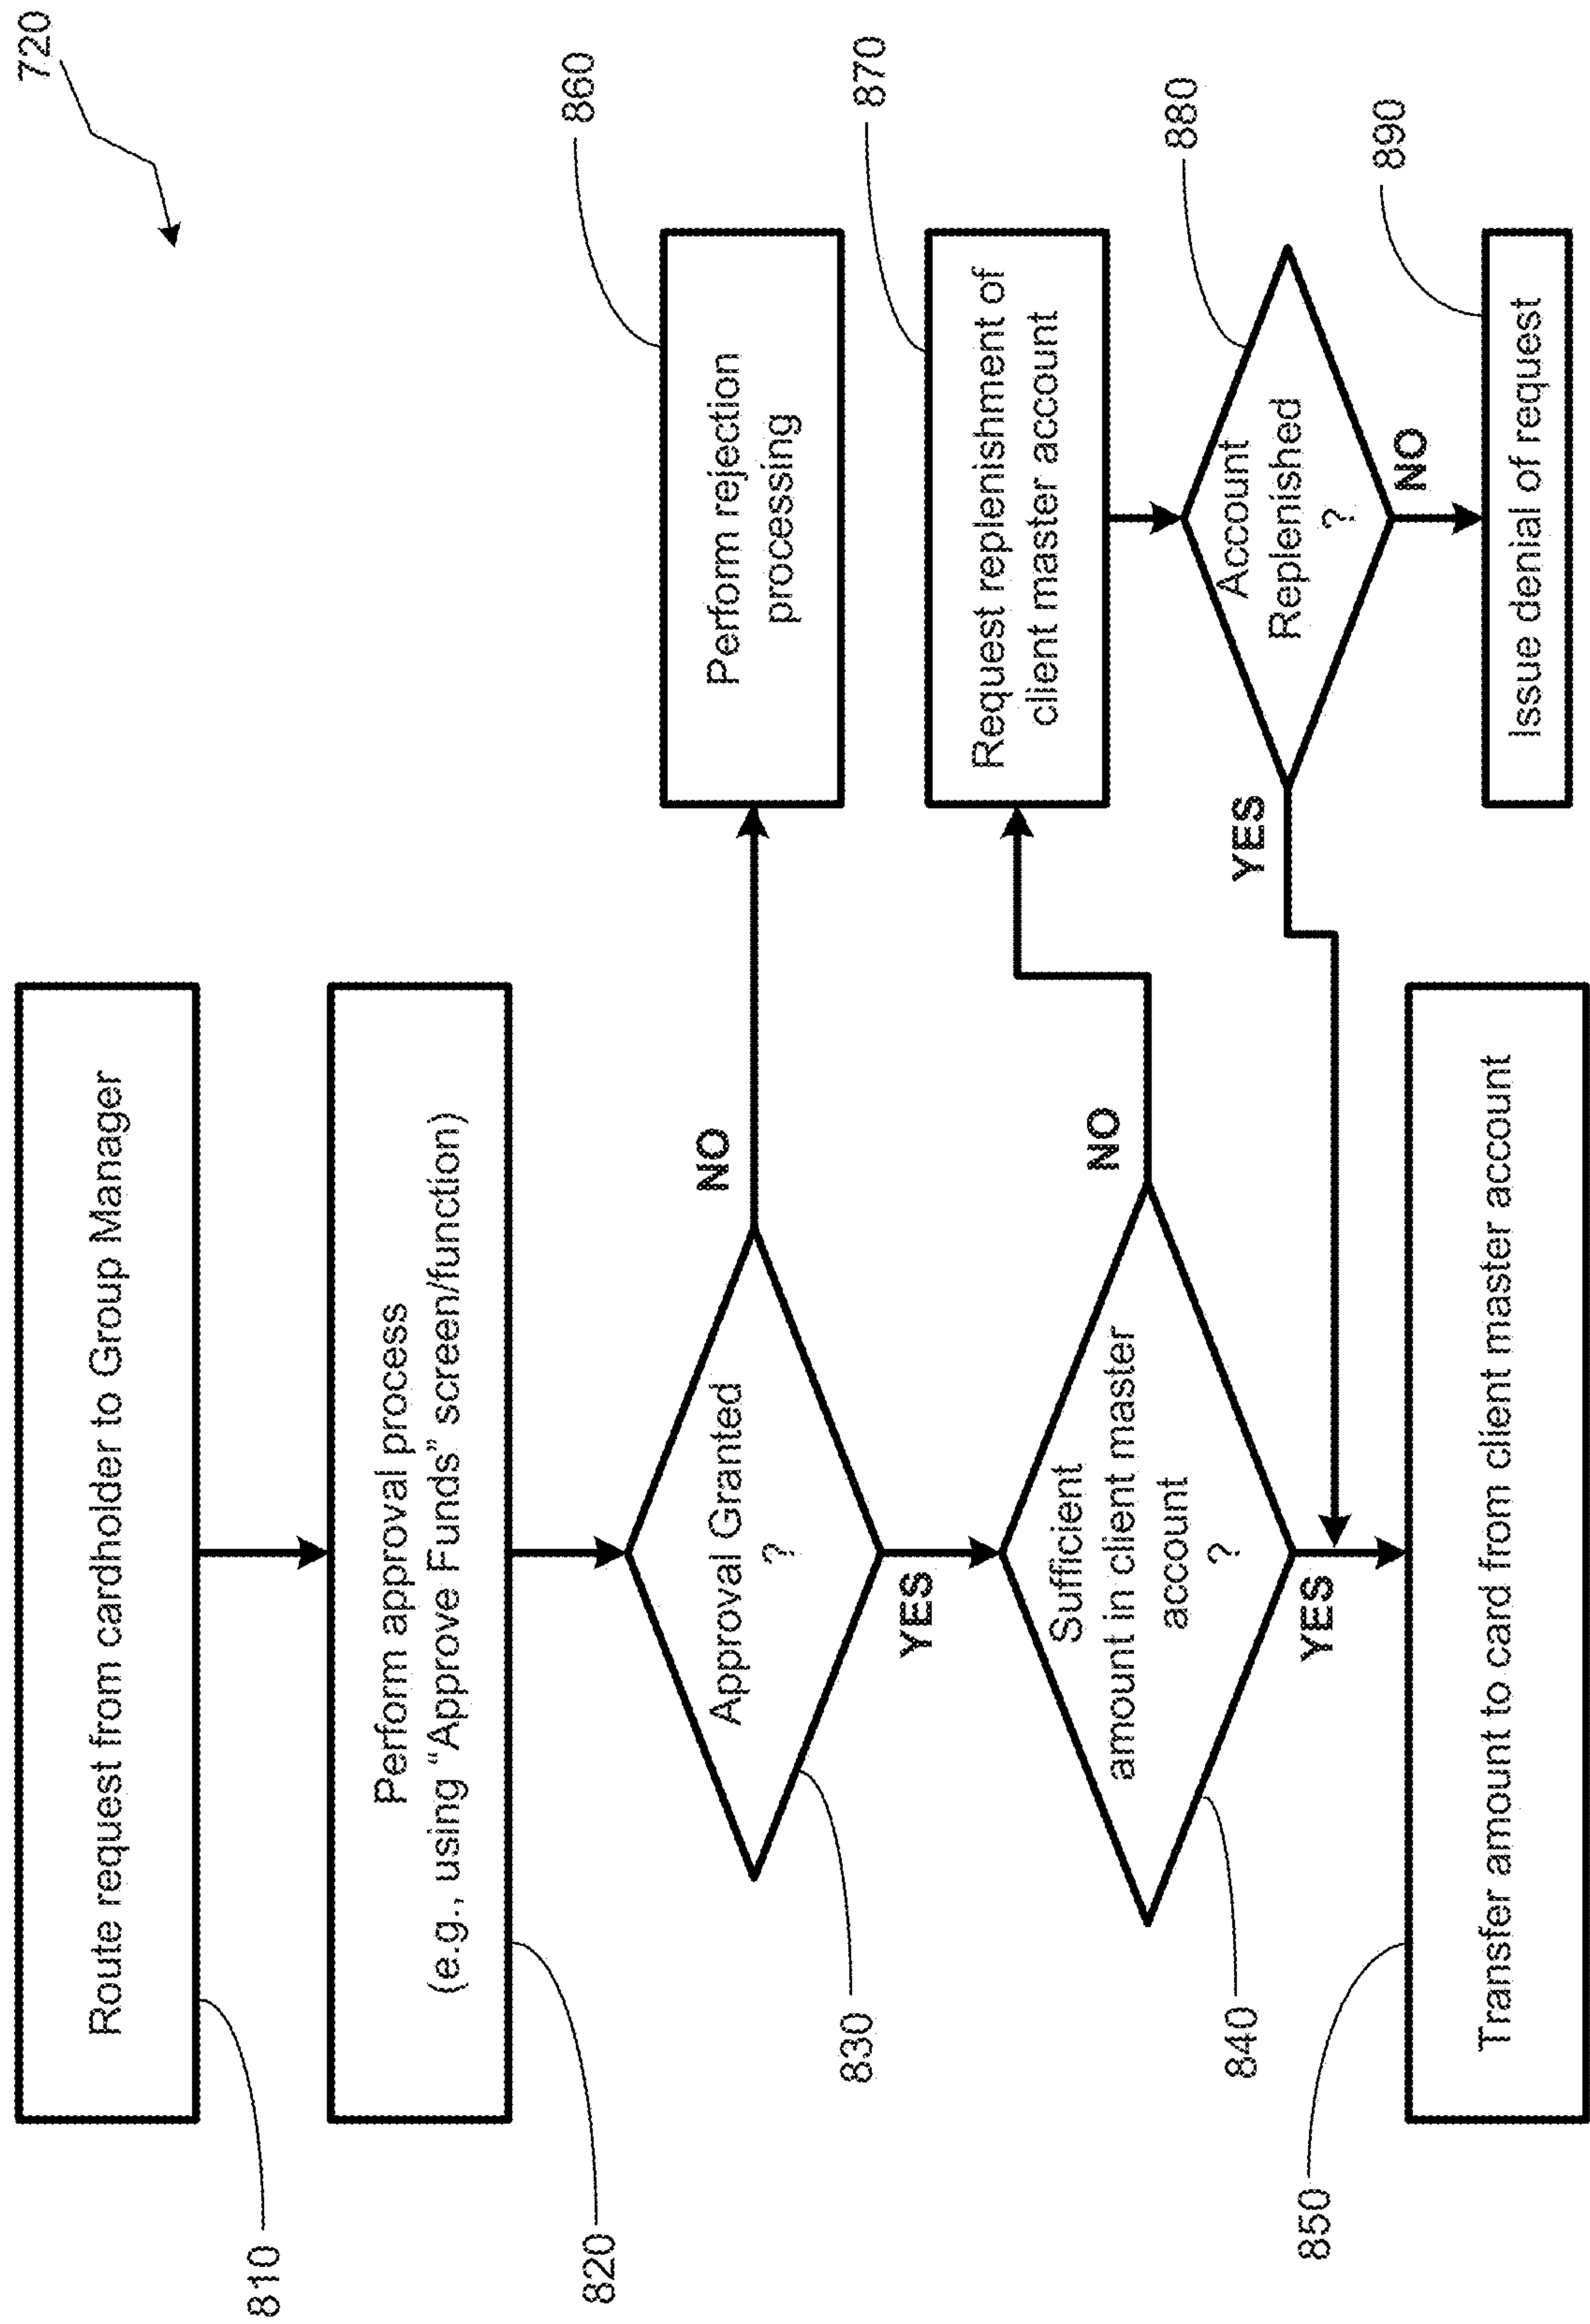 720
Route request from cardholder to Group Manager
810
Perform approval process
(e.g., using “Approve Funds” screen/function)
820
Approval Granted
?
830
NO
YES
Perform rejection
processing
860
Sufficient
amount in client master
account
?
840
NO
YES
Request replenishment of
client master account
870
Account
Replenished
?
880
YES
NO
Transfer amount to card from client master account
850
Issue denial of request
890